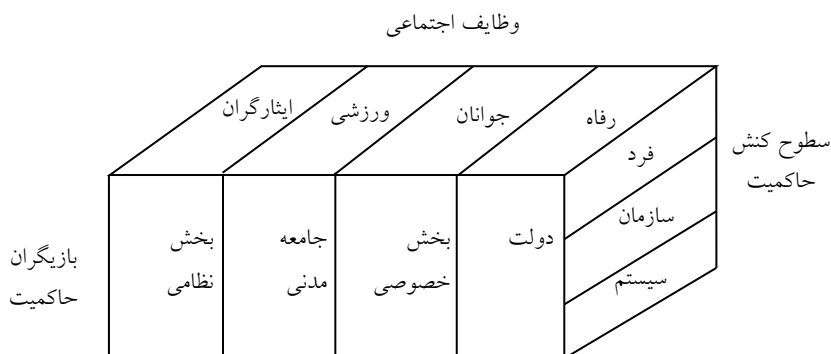 وظایف اجتماعی
رفاه
جوانان
ورزشی
ایثارگران
سطوح کنش
حاکمیت
فرد
سازمان
سیستم
دولت
بخش
خصوصی
جامعه
مدنی
بخش
نظامی
بازیگران
حاکمیت